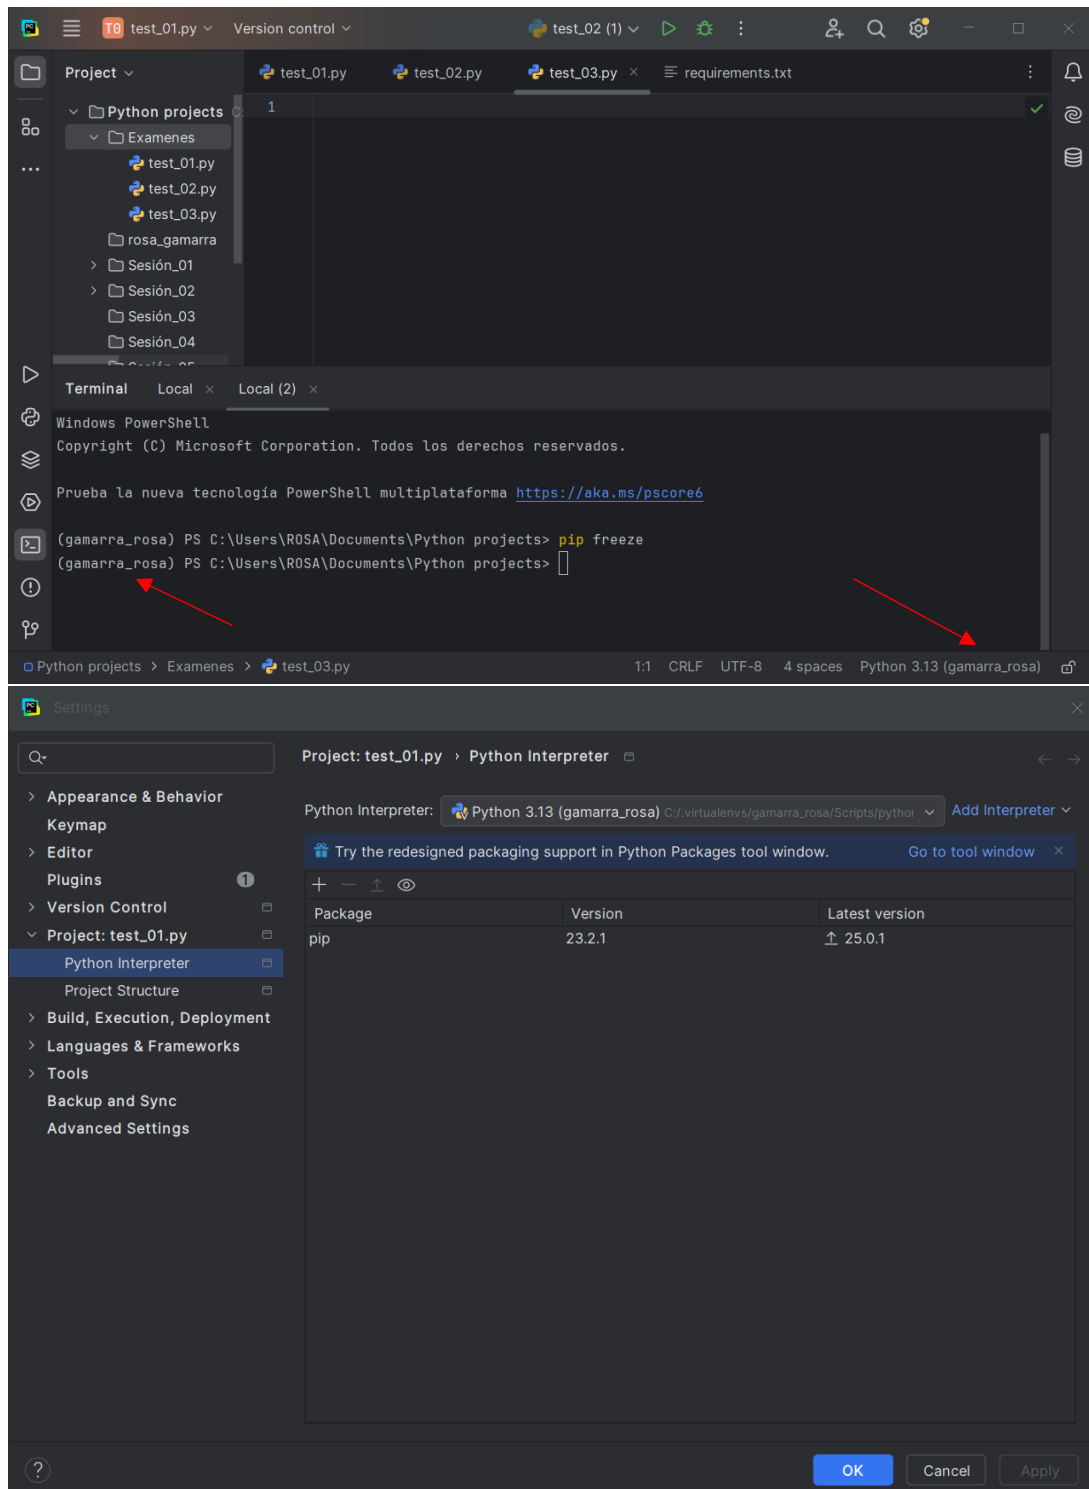 PC
T0 test_01.py Version control test_02 (1)
Project test_01.py test_02.py test_03.py requirements.txt
Python projects
1
Examenes
test_01.py
test_02.py
test_03.py
rosa_gamarra
Sesión_01
Sesión_02
Sesión_03
Sesión_04
Terminal Local Local (2)
Windows PowerShell
Copyright (C) Microsoft Corporation. Todos los derechos reservados.
Prueba la nueva tecnología PowerShell multiplataforma https://aka.ms/pscore6
(gamarra_rosa) PS C:\Users\ROSA\Documents\Python projects> pip freeze
(gamarra_rosa) PS C:\Users\ROSA\Documents\Python projects>
Python projects > Examenes > test_03.py 1:1 CRLF UTF-8 4 spaces Python 3.13 (gamarra_rosa)
PC Settings
Project: test_01.py › Python Interpreter
Appearance & Behavior
Keymap
Editor
Plugins 1
Version Control
Project: test_01.py
Python Interpreter
Project Structure
Build, Execution, Deployment
Languages & Frameworks
Tools
Backup and Sync
Advanced Settings
Python Interpreter: Python 3.13 (gamarra_rosa) C:/.virtualenvs/gamarra_rosa/Scripts/python Add Interpreter
Try the redesigned packaging support in Python Packages tool window. Go to tool window
Package Version Latest version
pip 23.2.1 25.0.1
? OK Cancel Apply